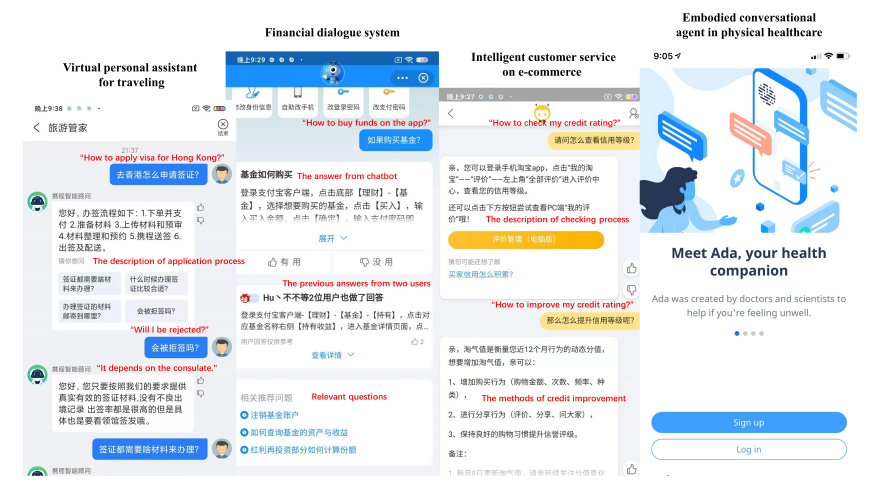 Virtual personal assistant
for traveling
晚上9:38
旅游管家
结束
21:37
"How to apply visa for Hong Kong?"
去香港怎么申请签证?
携程智能顾问
您好, 办签流程如下: 1.下单并支
付 2.准备材料 3.上传材料和预审
4.材料整理和预约 5.携程送签 6.
出签及配送。
猜你想问
The description of application process
签证都需要啥材
料来办理?
什么时候办理签
证比较合适?
办理签证的材料
邮寄到哪里?
会被拒签吗?
"Will I be rejected?"
会被拒签吗?
携程智能顾问
"It depends on the consulate."
您好, 您只要按照我们的要求提供
真实有效的签证材料,没有不良出
境记录 出签率都是很高的但是具
体也是要看领馆签发哦。
签证都需要啥材料来办理?
携程智能顾问
Financial dialogue system
晚上9:29
改身份信息
自助改手机
改登录密码
改支付密码
"How to buy funds on the app?"
如果购买基金?
基金如何购买
The answer from chatbot
登录支付宝客户端, 点击底部【理财】-【基
金】, 选择想要购买的基金, 点击【买入】, 输
入买入金额, 点击【确定】, 输入支付密码即
展开
有 用
没 用
The previous answers from two users
Hu丶不不等2位用户也做了回答
登录支付宝客户端-【理财】-【基金】-【持有】, 点击对
应基金名称右侧【持有收益】, 进入基金详情页面, 点...
用户回答仅供参考
2
查看详情
相关推荐问题
Relevant questions
注销基金账户
如何查询基金的资产与收益
红利再投资部分如何计算份额
Intelligent customer service
on e-commerce
晚上9:27
"How to check my credit rating?"
请问怎么查看信用等级?
亲, 您可以登录手机淘宝app, 点击"我的淘
宝"—"评价"——"左上角"全部评价"进入评价中
心, 查看您的信用等级。
还可以点击下方按钮尝试查看PC端"我的评
价"哦!
The description of checking process
评价管理 (电脑版)
猜您可能还想了解
买家信用怎么积累?
"How to improve my credit rating?"
那么怎么提升信用等级呢?
亲, 淘气值是衡量您近12个月行为的动态分值,
想要增加淘气值, 亲可以:
1、增加购买行为 (购物金额、次数、频率、种
类) ,
The methods of credit improvement
2、进行分享行为 (评价、分享、问大家) ,
3、保持良好的购物习惯提升信誉评级。
备注:
Embodied conversational
agent in physical healthcare
9:05
Meet Ada, your health
companion
Ada was created by doctors and scientists to
help if you're feeling unwell.
Sign up
Log in